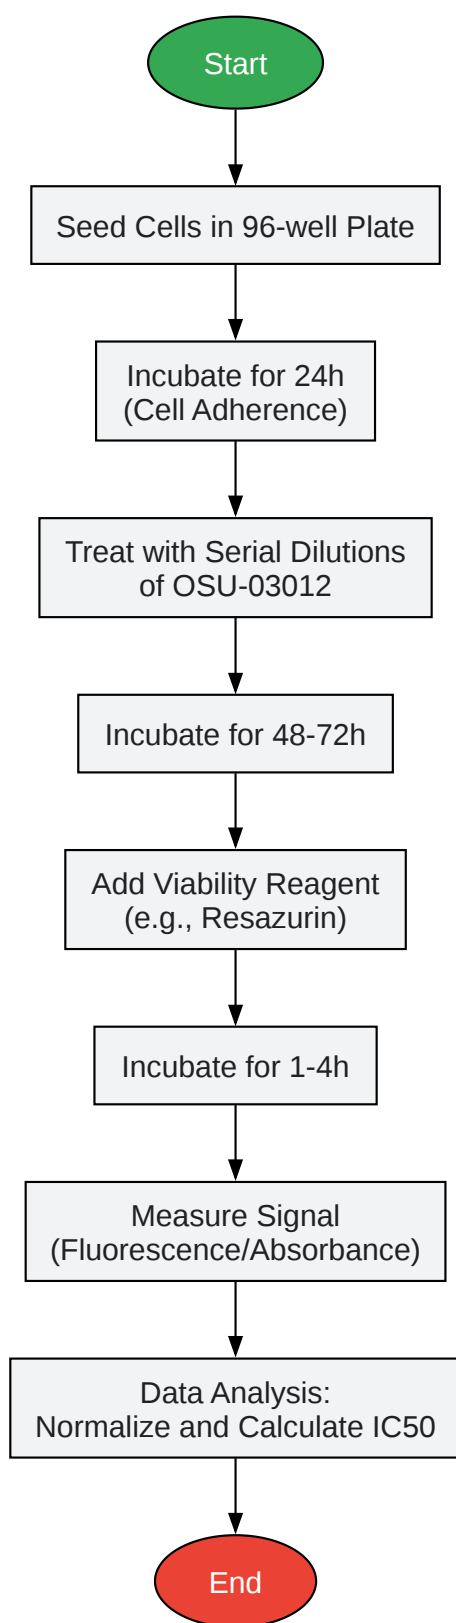 Start
Seed Cells in 96-well Plate
Incubate for 24h
(Cell Adherence)
Treat with Serial Dilutions
of OSU-03012
Incubate for 48-72h
Add Viability Reagent
(e.g., Resazurin)
Incubate for 1-4h
Measure Signal
(Fluorescence/Absorbance)
Data Analysis:
Normalize and Calculate IC50
End